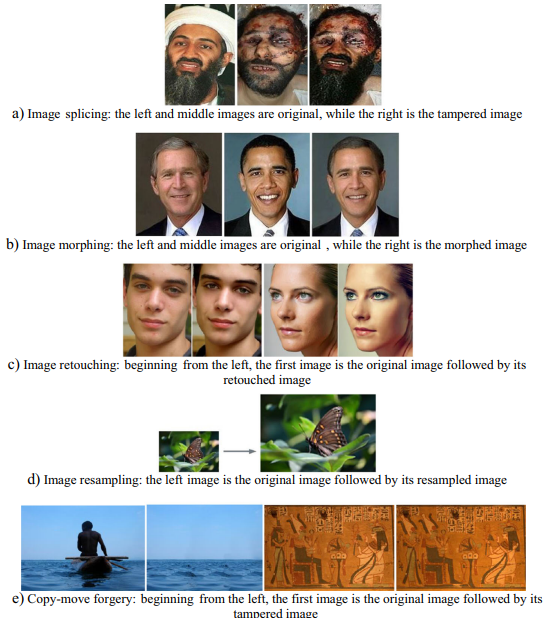 a) Image splicing: the left and middle images are original, while the right is the tampered image
b) Image morphing: the left and middle images are original , while the right is the morphed image
c) Image retouching: beginning from the left, the first image is the original image followed by its
retouched image
d) Image resampling: the left image is the original image followed by its resampled image
e) Copy-move forgery: beginning from the left, the first image is the original image followed by its
tampered image